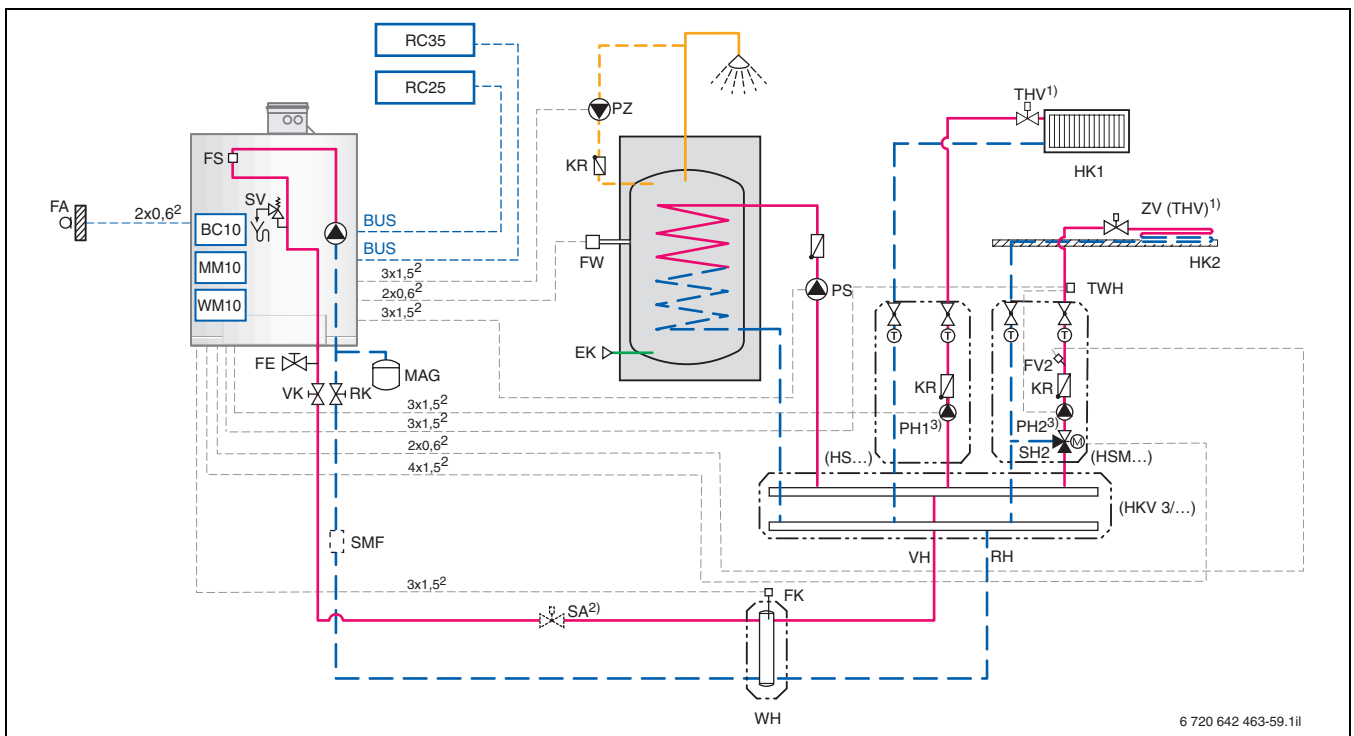 RC35
RC25
THV1)
PZ
HK1
FS
KR
SV
FA
2x0,6²
BUS
ZV (THV)1)
BC10
BUS
FW
HK2
MM10
3x1,5²
2x0,6²
TWH
WM10
3x1,5²
PS
T
T
T
T
EK
FE
MAG
FV2
VK
RK
KR
KR
3x1,5²
3x1,5²
PH13)
PH23)
2x0,6²
M
SH2
4x1,5²
(HS...)
(HSM...)
(HKV 3/...)
SMF
VH
RH
3x1,5²
FK
SA2)
WH
6 720 642 463-59.1il